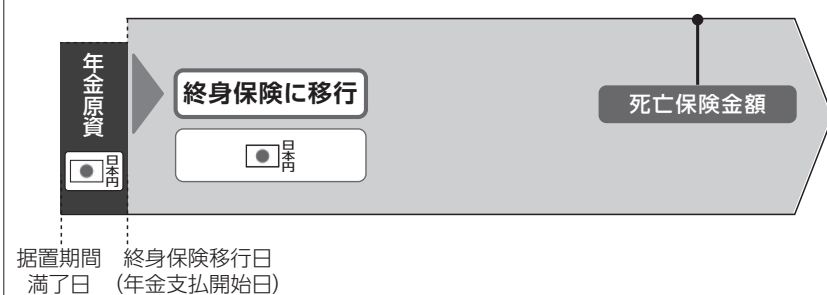 年金原資
日本円
終身保険に移行
日本円
死亡保険金額
据置期間
満了日
終身保険移行日
(年金支払開始日)